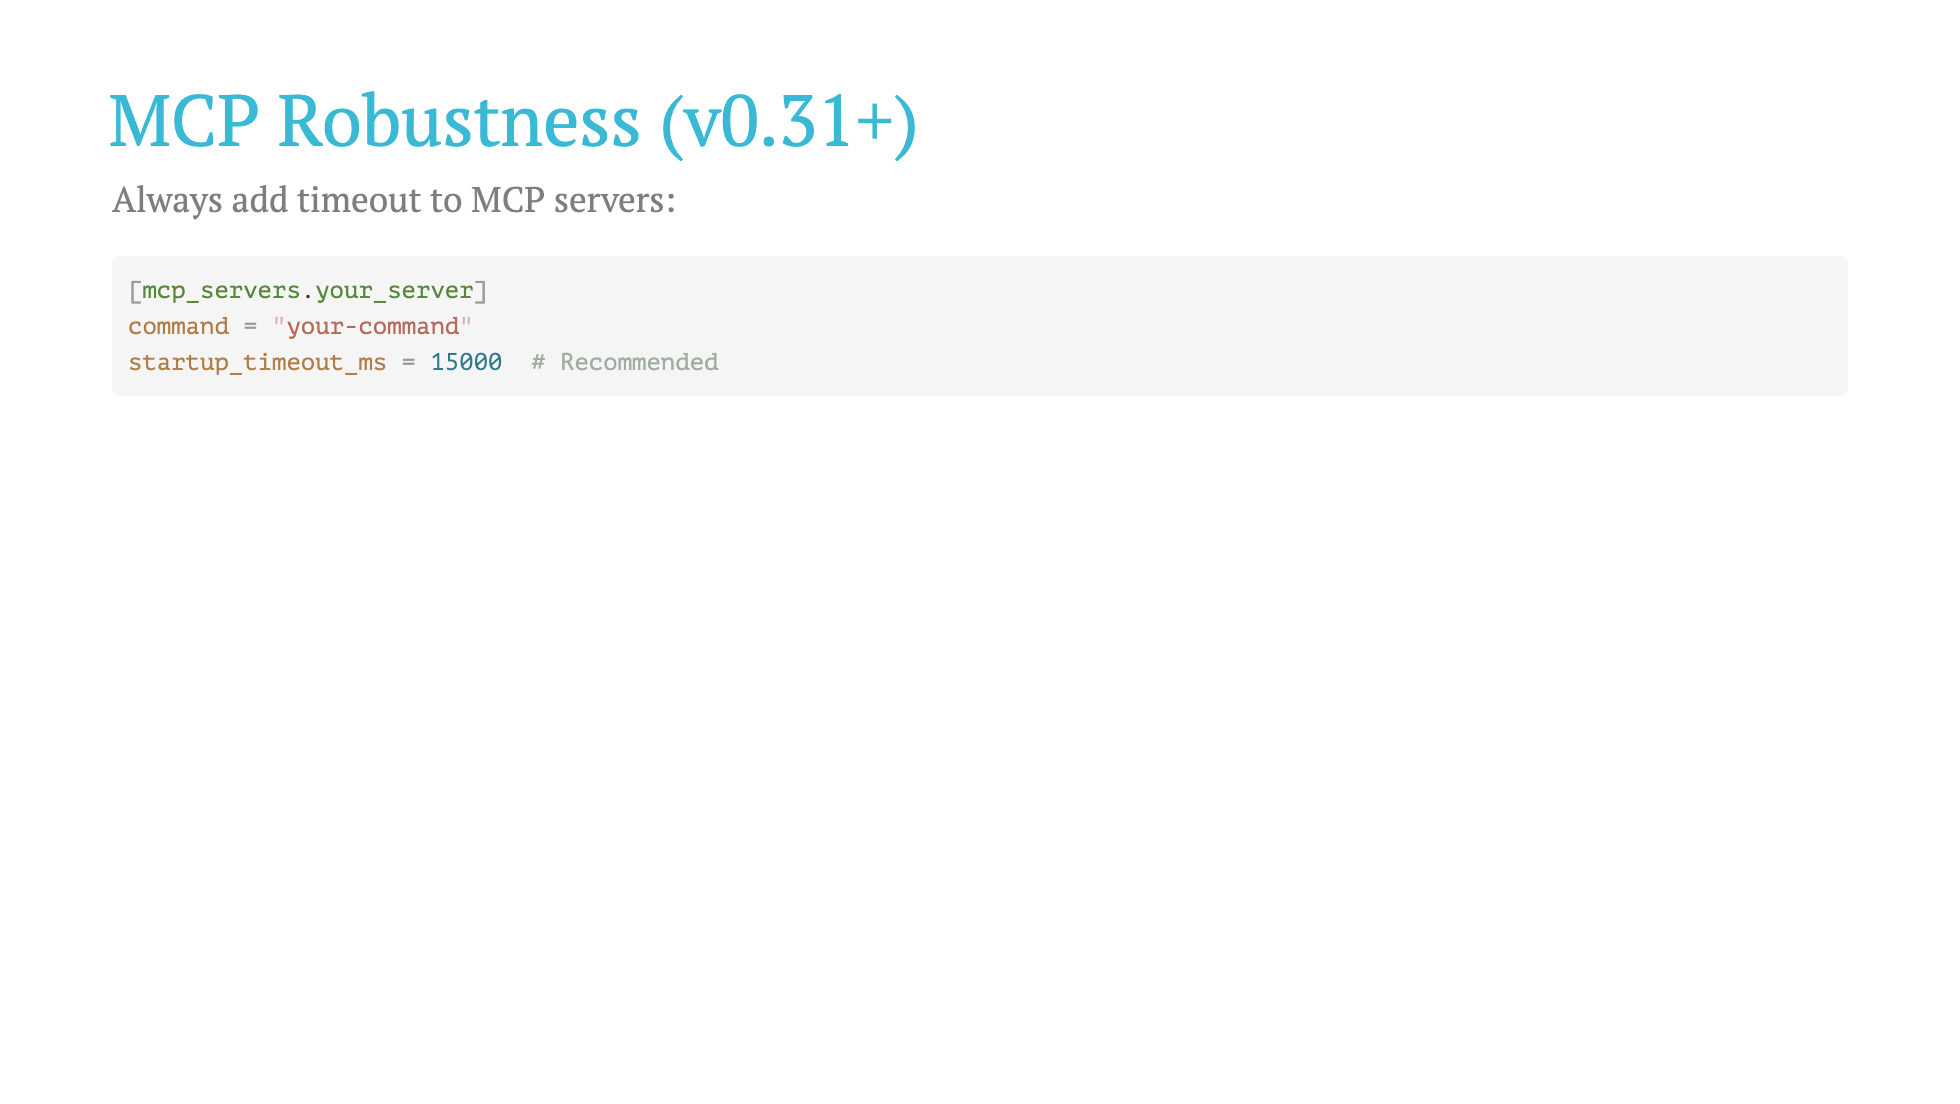 MCP Robustness (v0.31+)
Always add timeout to MCP servers:
[mcp_servers.your_server]
command = "your-command"
startup_timeout_ms = 15000  # Recommended